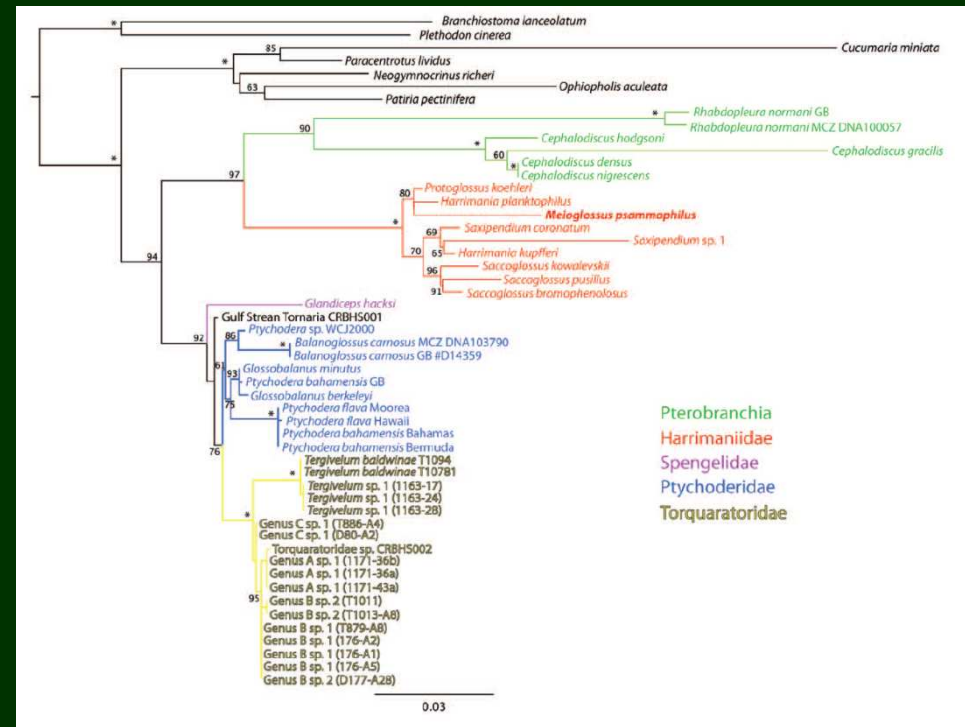 * Branchiostoma lanceolatum
Plethodon cinerea
85 Cucumaria miniata
* Paracentrotus lividus
Neogymnocrinus richeri
63 Ophiopholis aculeata
Patiria pectinifera
* Rhabdopleura normani GB
90 Rhabdopleura normani MCZ DNA100057
* Cephalodiscus hodgsoni
60 Cephalodiscus gracilis
* Cephalodiscus densus
Cephalodiscus nigrescens
*
97
80 Protoglossus koehleri
Harrimania planktophilus
* Meioglossus psammophilus
69 Saxipendium coronatum
Saxipendium sp. 1
70 65 Harrimania kupfferi
94
96 Saccoglossus kowalevskii
Saccoglossus pusillus
91 Saccoglossus bromophenolosus
Glandiceps hacksi
Gulf Strean Tornaria CRBHS001
92 86 Ptychodera sp. WCJ2000
* Balanoglossus carnosus MCZ DNA103790
Balanoglossus carnosus GB #D14359
61 93 Glossobalanus minutus
Ptychodera bahamensis GB
75 Glossobalanus berkeleyi
* Ptychodera flava Moorea
Ptychodera flava Hawaii
Ptychodera bahamensis Bahamas
76 Ptychodera bahamensis Bermuda
* Tergivelum baldwinae T1094
Tergivelum baldwinae T10781
Tergivelum sp. 1 (1163-17)
Tergivelum sp. 1 (1163-24)
Tergivelum sp. 1 (1163-28)
* Genus C sp. 1 (T886-A4)
Genus C sp. 1 (D80-A2)
Torquaratoridae sp. CRBHS002
Genus A sp. 1 (1171-36b)
Genus A sp. 1 (1171-36a)
Genus A sp. 1 (1171-43a)
95 Genus B sp. 2 (T1011)
Genus B sp. 2 (T1013-A8)
Genus B sp. 1 (T879-A8)
Genus B sp. 1 (176-A2)
Genus B sp. 1 (176-A1)
Genus B sp. 1 (176-A5)
Genus B sp. 2 (D177-A28)
Pterobranchia
Harrimaniidae
Spengelidae
Ptychoderidae
Torquaratoridae
0.03